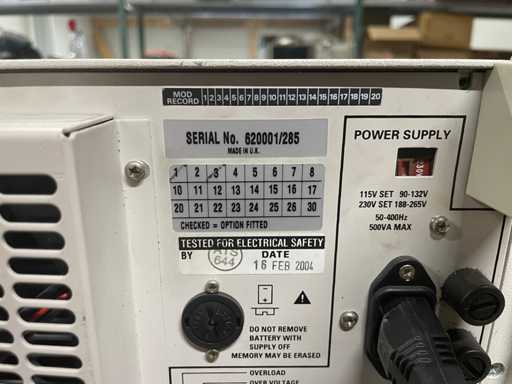 MOD RECORD 1 2 3 4 5 6 7 8 9 10 11 12 13 14 15 16 17 18 19 20
SERIAL No. 620001/285
MADE IN U.K.
1 2 3 4 5 6 7 8
10 11 12 13 14 15 16 17
20 21 22 23 24 25 26 30
CHECKED = OPTION FITTED
TESTED FOR ELECTRICAL SAFETY
BY ATS 644 DATE
16 FEB 2004
DO NOT REMOVE
BATTERY WITH
SUPPLY OFF
MEMORY MAY BE ERASED
OVERLOAD
OVER VOLTAGE
POWER SUPPLY
115V SET 90-132V
230V SET 188-265V
50-400Hz
500VA MAX